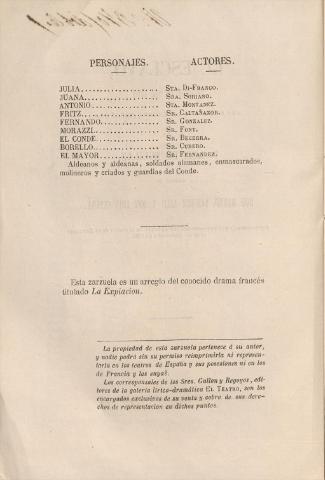 PERSONAJES. ACTORES.
JULIA..................... STA. DI-FRANCO.
JUANA..................... SRA. SORIANO.
ANTONIO................... STA. MONTAÑEZ.
FRITZ..................... SR. CALTAÑAZOR.
FERNANDO.................. SR. GONZALEZ.
MORAZZI................... SR. FONT.
EL CONDE.................. SR. BECERRA.
BORELLO................... SR. CUBERO.
EL MAYOR.................. SR. FERNANDEZ.
Aldeanos y aldeanas, soldados alemanes, enmascarados,
molineros y criados y guardias del Conde.
Esta zarzuela es un arreglo del conocido drama francés
titulado La Expiacion.
La propiedad de esta zarzuela pertenece á su autor,
y nadie podrá sin su permiso reimprimirla ni represen-
tarla en los teatros de España y sus posesiones ni en los
de Francia y las suyas.
Los corresponsales de los Sres. Gullon y Regoyos, edi-
tores de la galería lírico-dramática EL TEATRO, son los
encargados exclusivos de su venta y cobro de sus dere-
chos de representacion en dichos puntos.